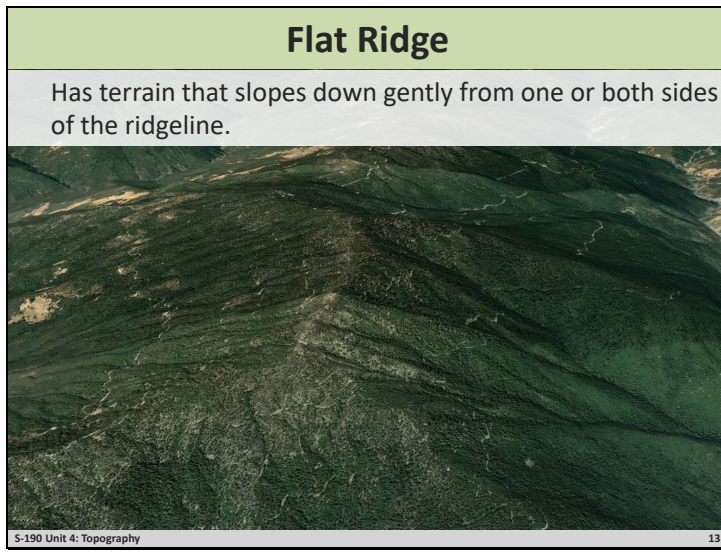 Flat Ridge
Has terrain that slopes down gently from one or both sides
of the ridgeline.
S-190 Unit 4: Topography 13